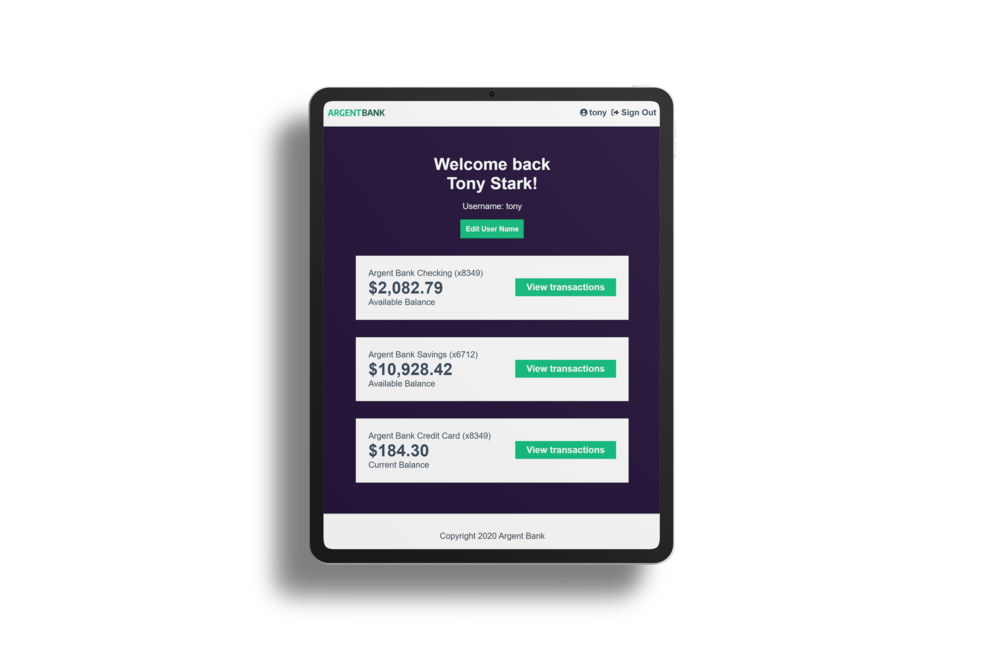 ARGENTBANK
tony Sign Out
Welcome back
Tony Stark!
Username: tony
Edit User Name
Argent Bank Checking (x8349)
$2,082.79
Available Balance
View transactions
Argent Bank Savings (x6712)
$10,928.42
Available Balance
View transactions
Argent Bank Credit Card (x8349)
$184.30
Current Balance
View transactions
Copyright 2020 Argent Bank